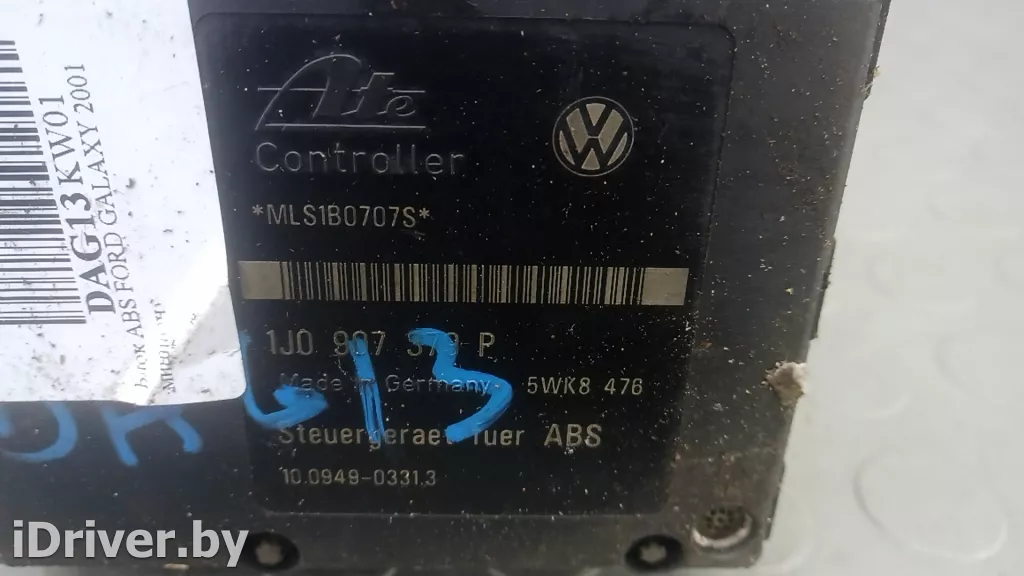 Ate
Controller
*MLS1B0707S*
1J0 907 379 P
Made in Germany 5WK8 476
Steuergeraet fuer ABS
10.0949-0331.3
DAG13KW01
ABS FORD GALAXY 2001
DAG13
iDriver.by